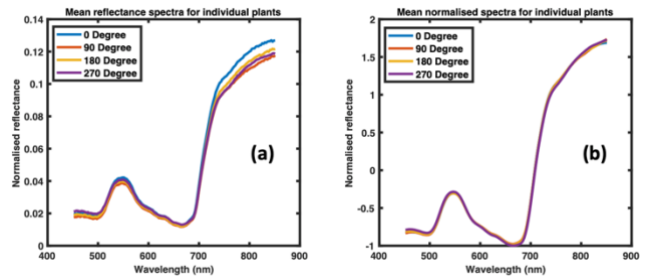 Mean reflectance spectra for individual plants
0.14
0.12
0.1
0.08
0.06
0.04
0.02
0
Normalised reflectance
0 Degree
90 Degree
180 Degree
270 Degree
(a)
400 500 600 700 800 900
Wavelength (nm)
Mean normalised spectra for individual plants
2
1.5
1
0.5
0
-0.5
-1
Normalised reflectance
0 Degree
90 Degree
180 Degree
270 Degree
(b)
400 500 600 700 800 900
Wavelength (nm)